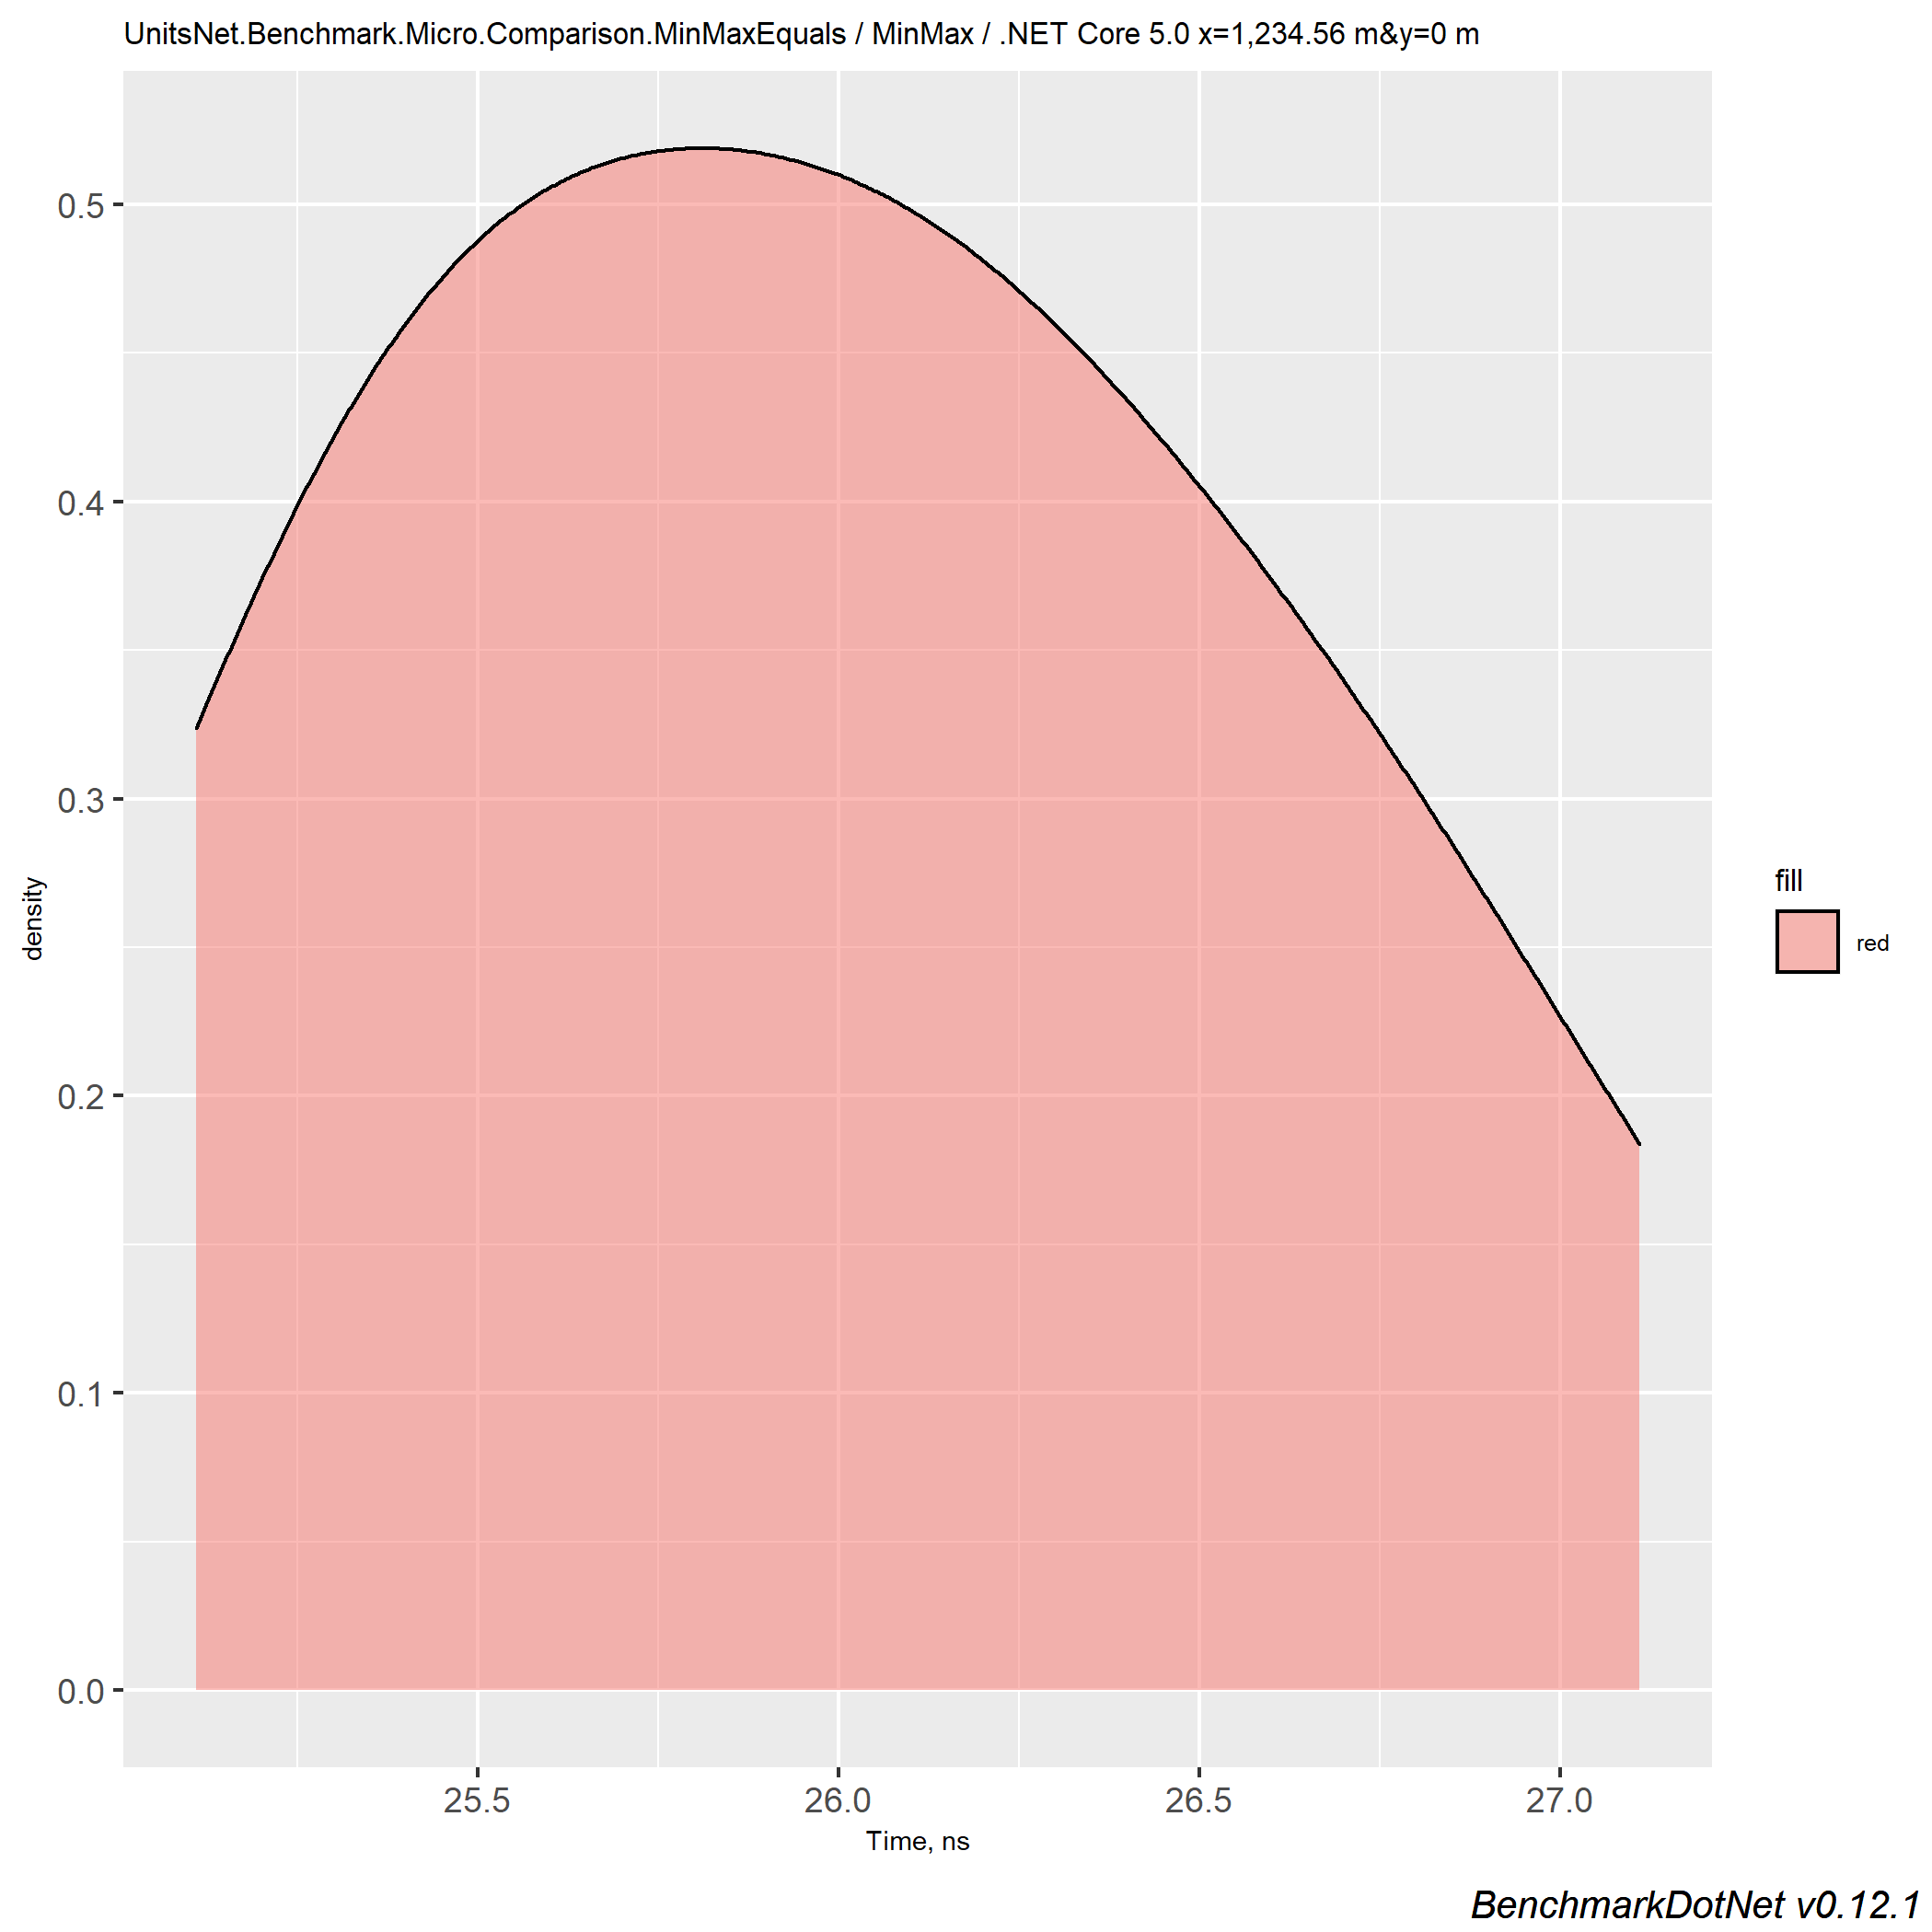 UnitsNet.Benchmark.Micro.Comparison.MinMaxEquals / MinMax / .NET Core 5.0 x=1,234.56 m&y=0 m
0.5
0.4
0.3
0.2
0.1
0.0
density
25.5 26.0 26.5 27.0
Time, ns
fill
red
BenchmarkDotNet v0.12.1